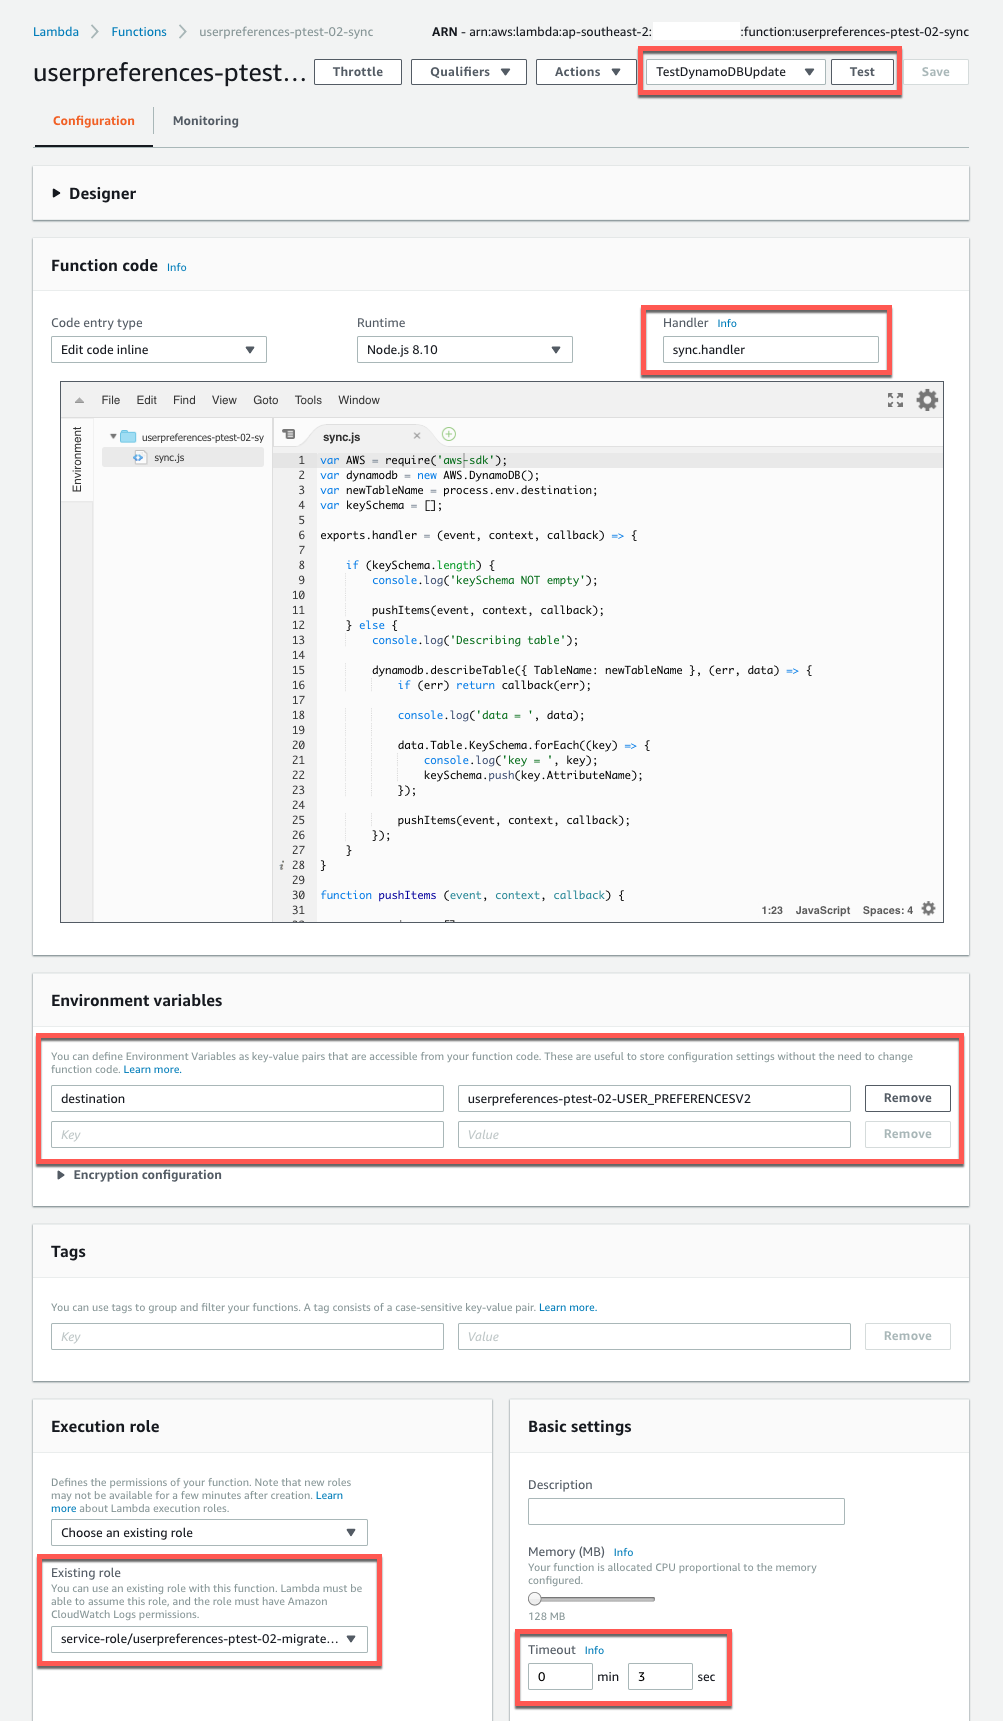 Lambda Functions userpreferences-ptest-02-sync ARN - arn:aws:lambda:ap-southeast-2: :function:userpreferences-ptest-02-sync
userpreferences-ptest... Throttle Qualifiers Actions TestDynamoDBUpdate Test Save
Configuration Monitoring
Designer
Function code Info
Code entry type Runtime Handler Info
Edit code inline Node.js 8.10 sync.handler
File Edit Find View Goto Tools Window
Environment
userpreferences-ptest-02-sy
sync.js
sync.js
1 var AWS = require('aws-sdk');
2 var dynamodb = new AWS.DynamoDB();
3 var newTableName = process.env.destination;
4 var keySchema = [];
5
6 exports.handler = (event, context, callback) => {
7
8 if (keySchema.length) {
9 console.log('keySchema NOT empty');
10
11 pushItems(event, context, callback);
12 } else {
13 console.log('Describing table');
14
15 dynamodb.describeTable({ TableName: newTableName }, (err, data) => {
16 if (err) return callback(err);
17
18 console.log('data = ', data);
19
20 data.Table.KeySchema.forEach((key) => {
21 console.log('key = ', key);
22 keySchema.push(key.AttributeName);
23 });
24
25 pushItems(event, context, callback);
26 });
27 }
28 }
29
30 function pushItems (event, context, callback) {
31
1:23 JavaScript Spaces: 4
Environment variables
You can define Environment Variables as key-value pairs that are accessible from your function code. These are useful to store configuration settings without the need to change
function code. Learn more.
destination userpreferences-ptest-02-USER_PREFERENCESV2 Remove
Key Value Remove
Encryption configuration
Tags
You can use tags to group and filter your functions. A tag consists of a case-sensitive key-value pair. Learn more.
Key Value Remove
Execution role
Defines the permissions of your function. Note that new roles
may not be available for a few minutes after creation. Learn
more about Lambda execution roles.
Choose an existing role
Existing role
You can use an existing role with this function. Lambda must be
able to assume this role, and the role must have Amazon
CloudWatch Logs permissions.
service-role/userpreferences-ptest-02-migrate...
Basic settings
Description
Memory (MB) Info
Your function is allocated CPU proportional to the memory
configured.
128 MB
Timeout Info
0 min 3 sec